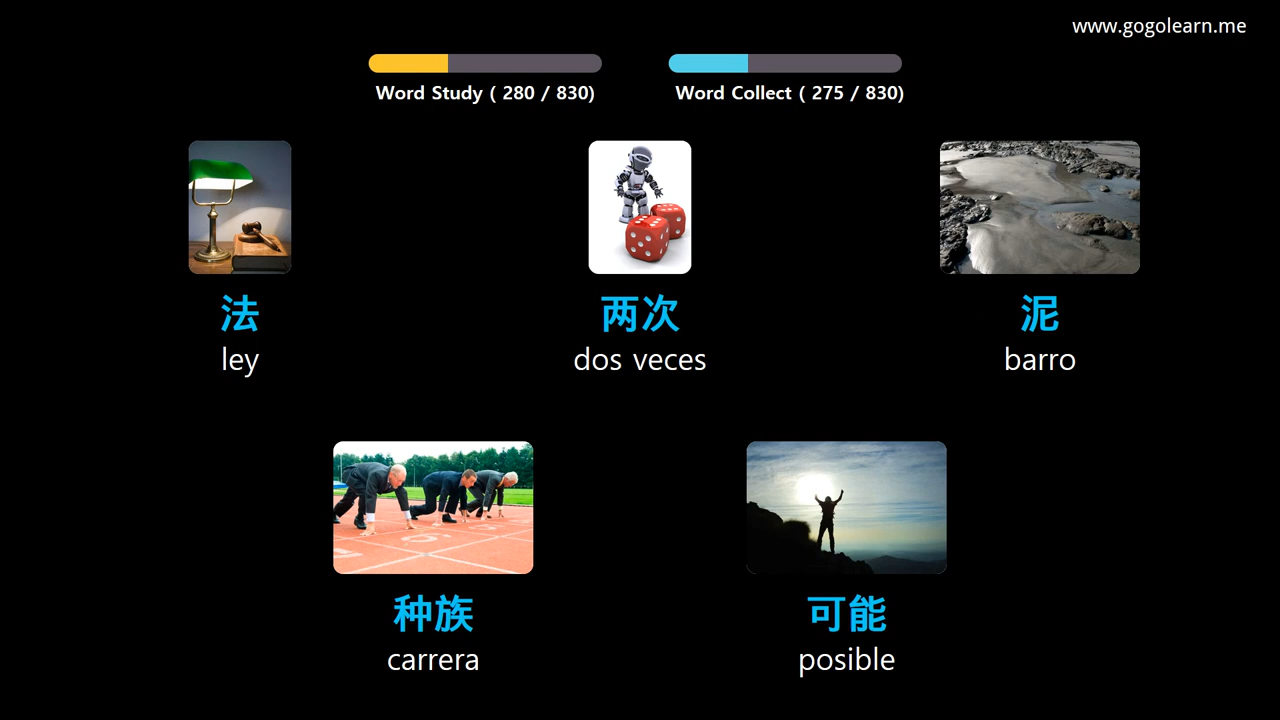 www.gogolearn.me
Word Study ( 280 / 830)
Word Collect ( 275 / 830)
法
ley
两次
dos veces
泥
barro
种族
carrera
可能
posible